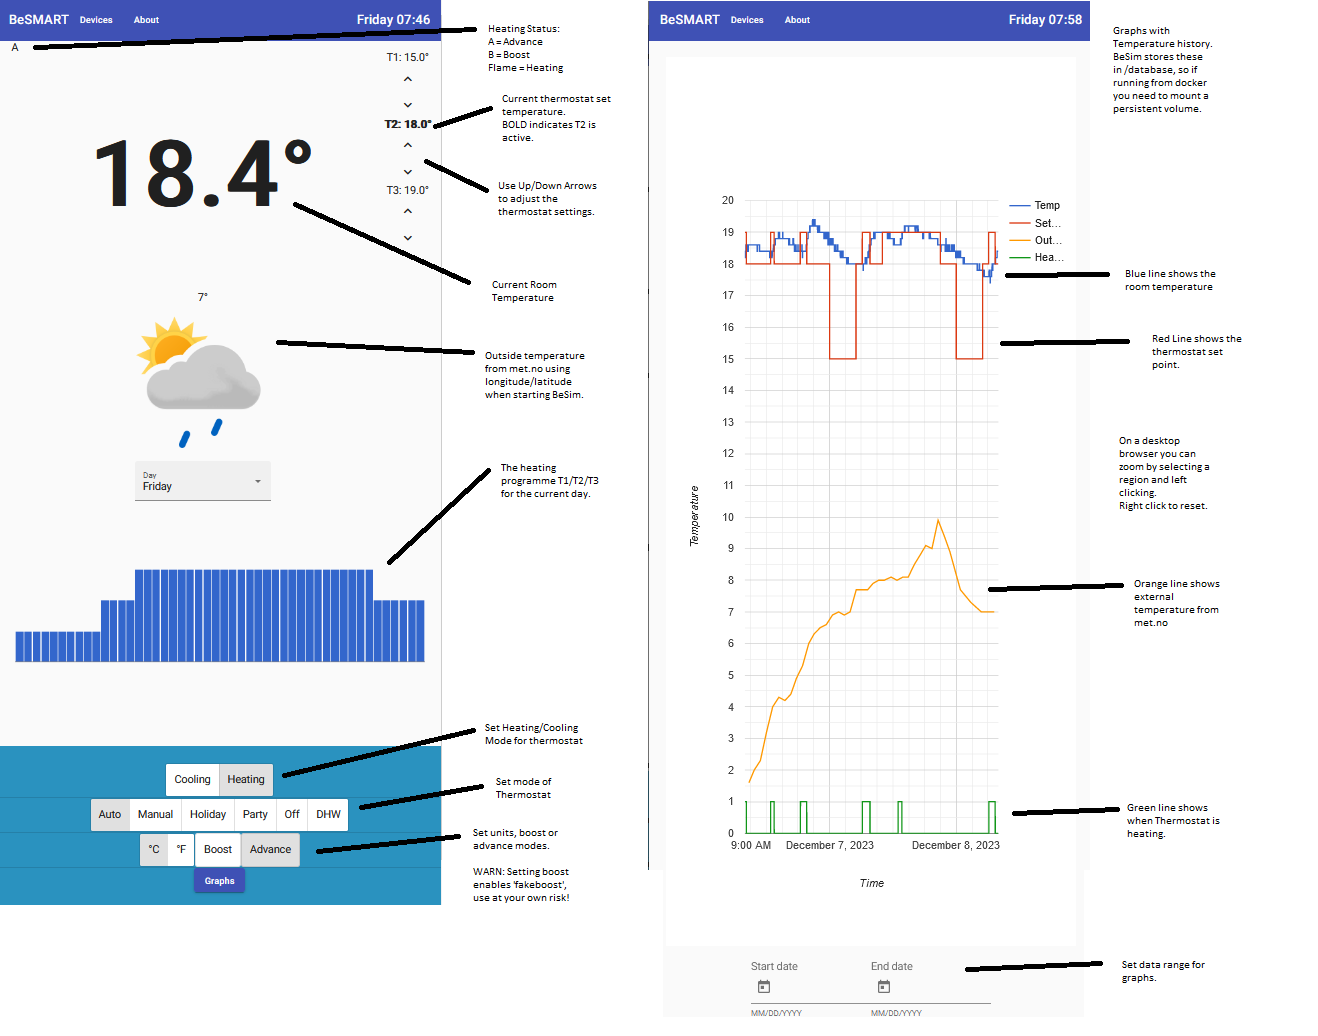 BeSMART Devices About Friday 07:46
A
T1: 15.0°
T2: 18.0°
T3: 19.0°
18.4°
7°
Day
Friday
Cooling Heating
Auto Manual Holiday Party Off DHW
°C °F Boost Advance
Graphs
Heating Status:
A = Advance
B = Boost
Flame = Heating
Current thermostat set
temperature.
BOLD indicates T2 is
active.
Use Up/Down Arrows
to adjust the
thermostat settings.
Current Room
Temperature
Outside temperature
from met.no using
longitude/latitude
when starting BeSim.
The heating
programme T1/T2/T3
for the current day.
Set Heating/Cooling
Mode for thermostat
Set mode of
Thermostat
Set units, boost or
advance modes.
WARN: Setting boost
enables 'fakeboost',
use at your own risk!
BeSMART Devices About Friday 07:58
20
19
18
17
16
15
14
13
12
11
10
9
8
7
6
5
4
3
2
1
0
Temperature
9:00 AM December 7, 2023 December 8, 2023
Time
Temp
Set...
Out...
Hea...
Start date End date
MM/DD/YYYY MM/DD/YYYY
Graphs with
Temperature history.
BeSim stores these
in /database, so if
running from docker
you need to mount a
persistent volume.
Blue line shows the
room temperature
Red Line shows the
thermostat set
point.
On a desktop
browser you can
zoom by selecting a
region and left
clicking.
Right click to reset.
Orange line shows
external
temperature from
met.no
Green line shows
when Thermostat is
heating.
Set data range for
graphs.